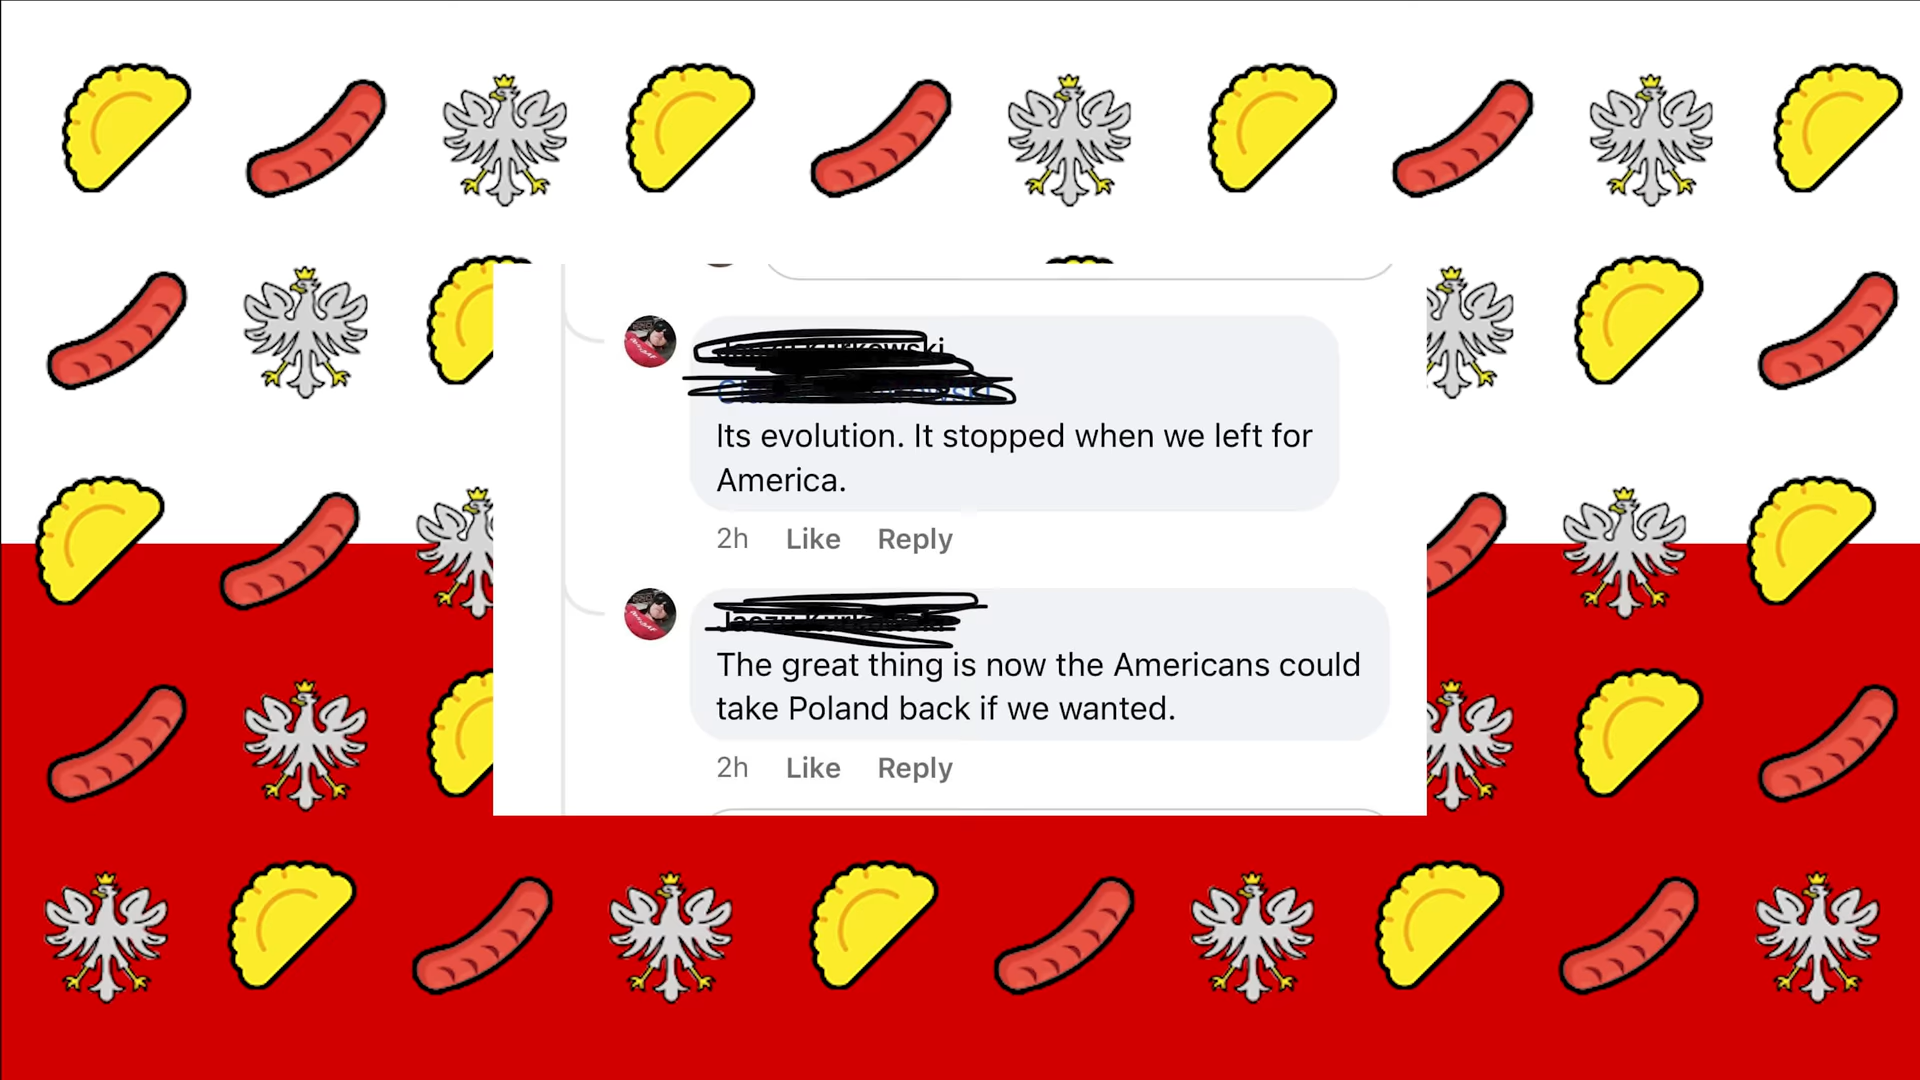 Its evolution. It stopped when we left for
America.
2h Like Reply
The great thing is now the Americans could
take Poland back if we wanted.
2h Like Reply